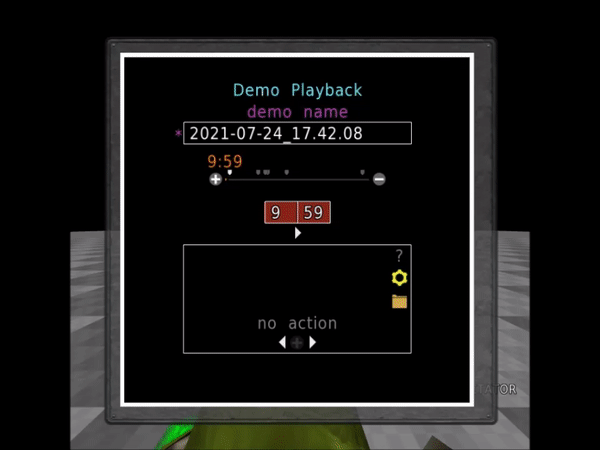 Demo Playback
demo name
* 2021-07-24_17.42.08
9:59
9 59
?
no action